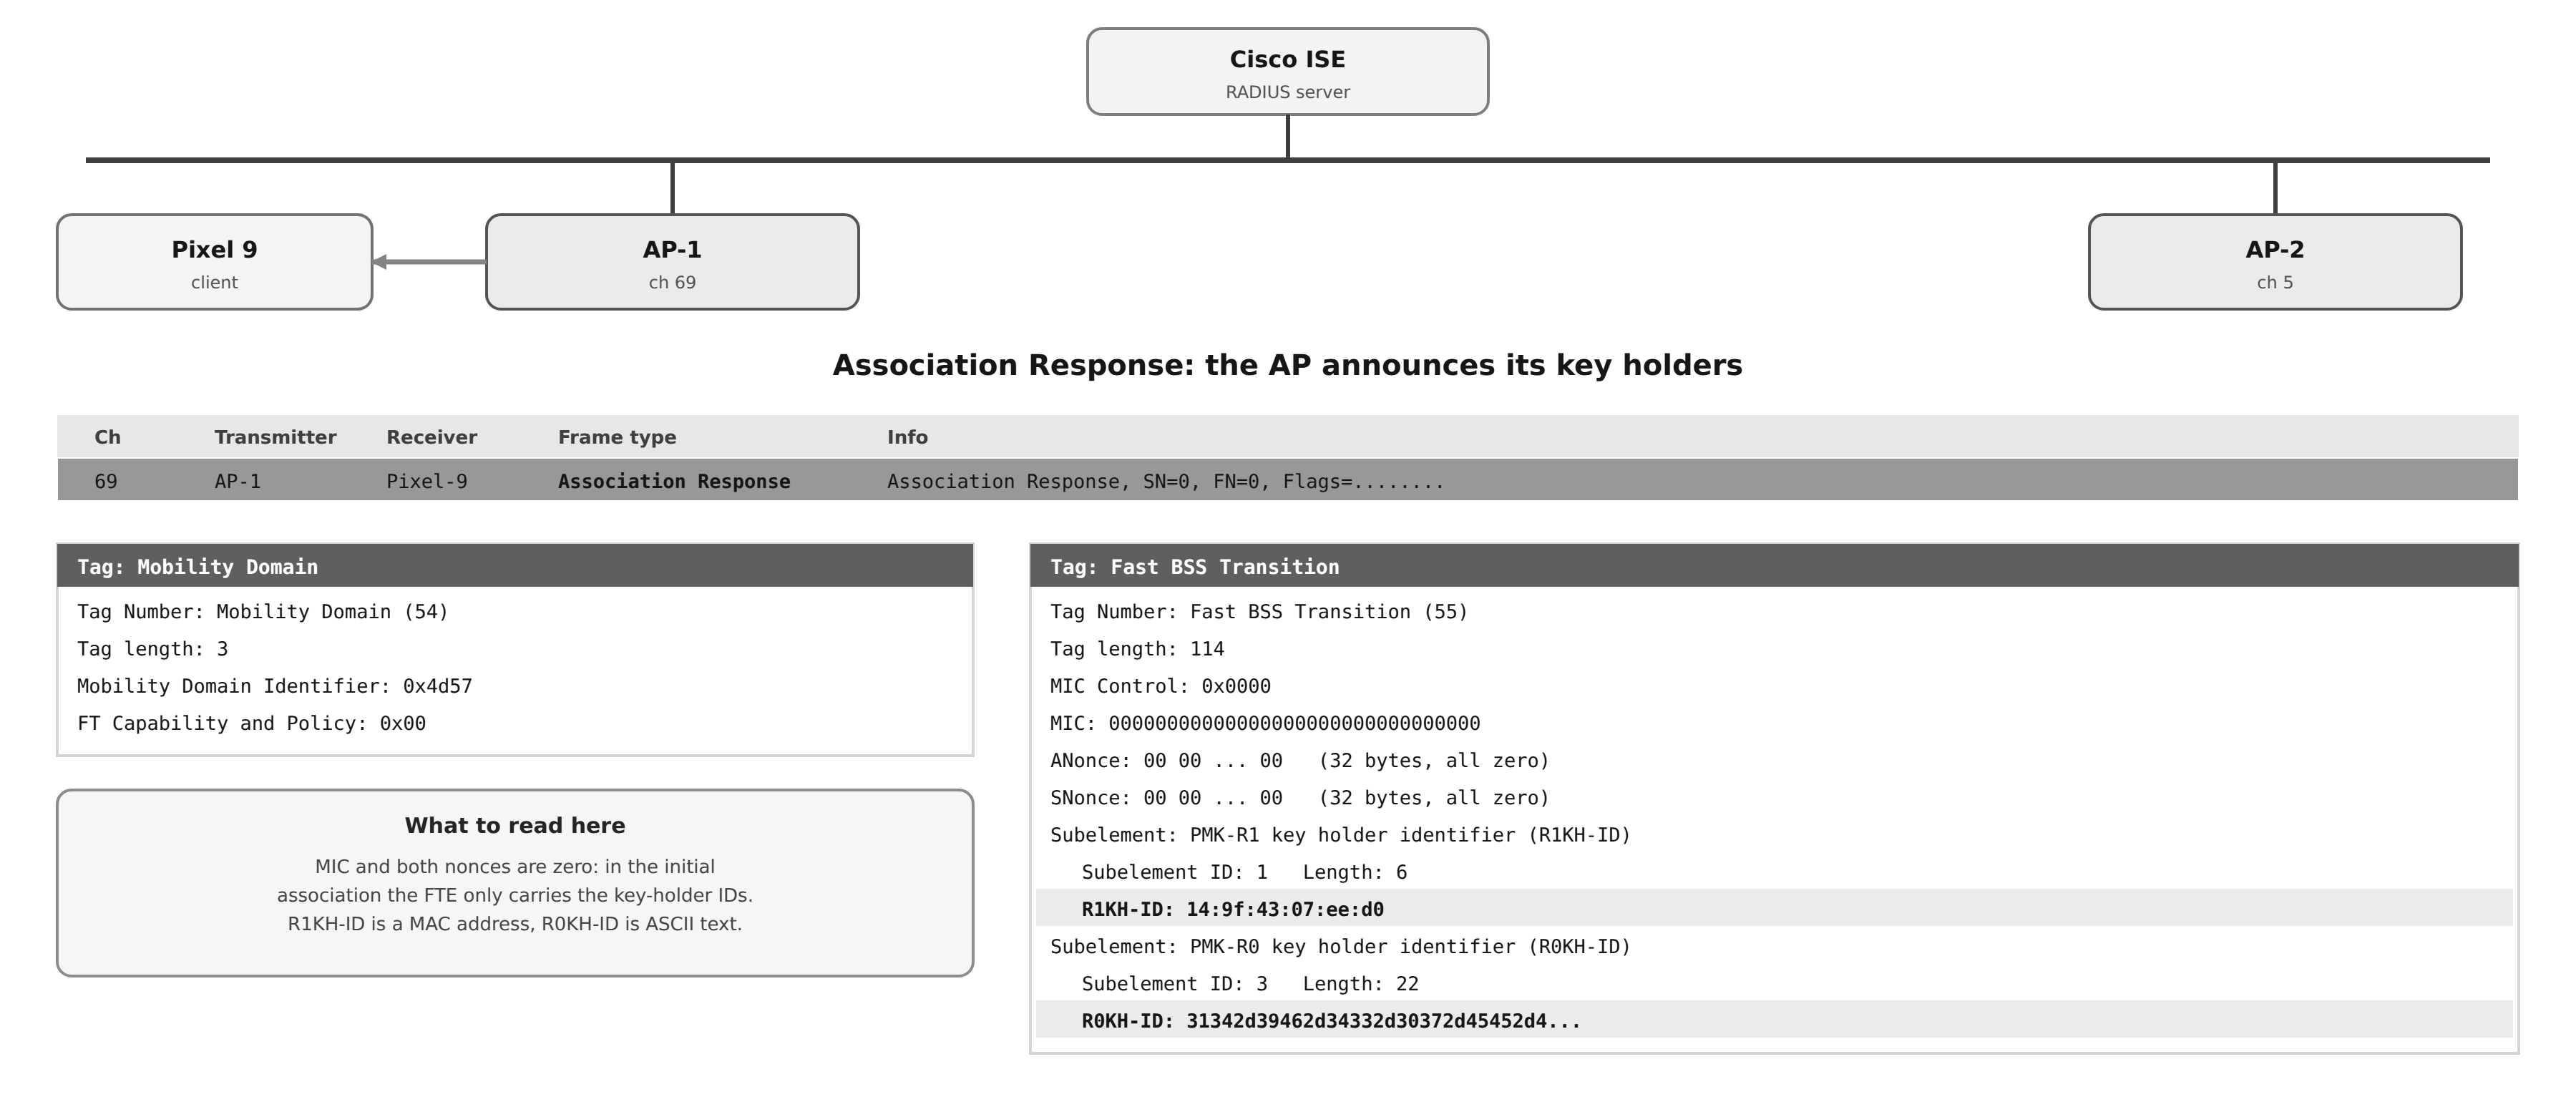 Cisco ISE
RADIUS server
Pixel 9
client
AP-1
ch 69
AP-2
ch 5
Association Response: the AP announces its key holders
Ch Transmitter Receiver Frame type Info
69 AP-1 Pixel-9 Association Response Association Response, SN=0, FN=0, Flags=........
Tag: Mobility Domain
Tag Number: Mobility Domain (54)
Tag length: 3
Mobility Domain Identifier: 0x4d57
FT Capability and Policy: 0x00
What to read here
MIC and both nonces are zero: in the initial
association the FTE only carries the key-holder IDs.
R1KH-ID is a MAC address, R0KH-ID is ASCII text.
Tag: Fast BSS Transition
Tag Number: Fast BSS Transition (55)
Tag length: 114
MIC Control: 0x0000
MIC: 00000000000000000000000000000000
ANonce: 00 00 ... 00 (32 bytes, all zero)
SNonce: 00 00 ... 00 (32 bytes, all zero)
Subelement: PMK-R1 key holder identifier (R1KH-ID)
Subelement ID: 1 Length: 6
R1KH-ID: 14:9f:43:07:ee:d0
Subelement: PMK-R0 key holder identifier (R0KH-ID)
Subelement ID: 3 Length: 22
R0KH-ID: 31342d39462d34332d30372d45452d4...